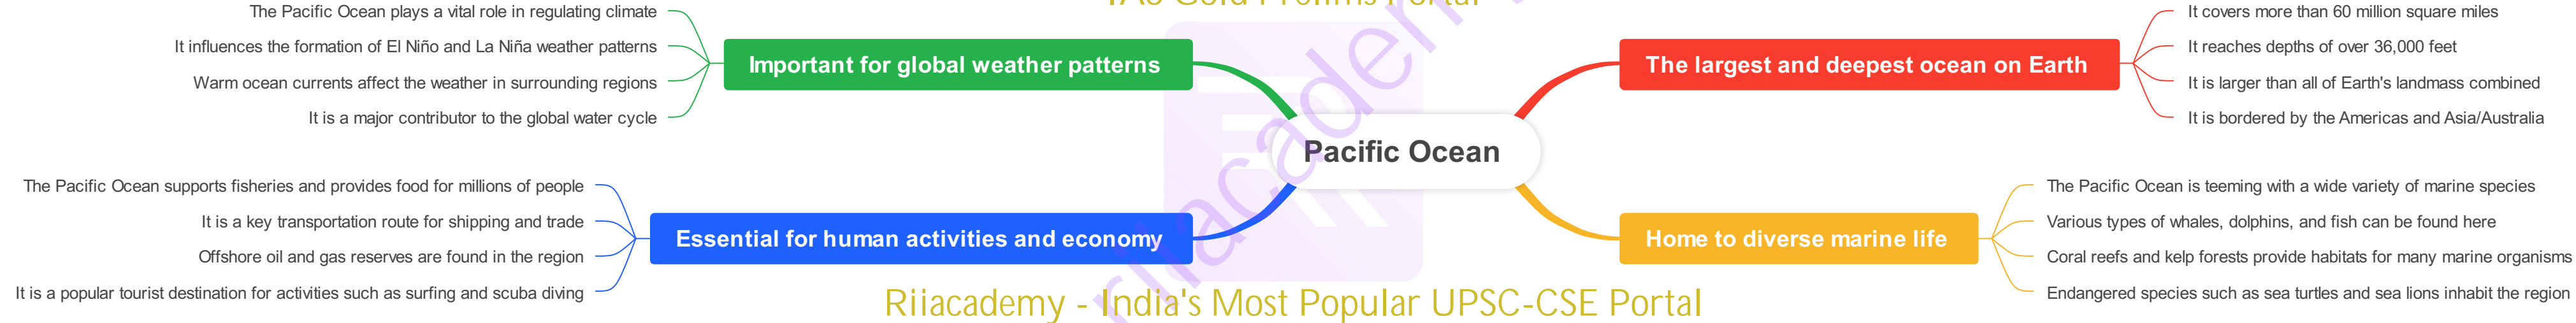 IAS Gold Prelims Portal
The Pacific Ocean plays a vital role in regulating climate
It influences the formation of El Niño and La Niña weather patterns
Warm ocean currents affect the weather in surrounding regions
It is a major contributor to the global water cycle
Important for global weather patterns
The largest and deepest ocean on Earth
It covers more than 60 million square miles
It reaches depths of over 36,000 feet
It is larger than all of Earth's landmass combined
It is bordered by the Americas and Asia/Australia
Pacific Ocean
The Pacific Ocean supports fisheries and provides food for millions of people
It is a key transportation route for shipping and trade
Offshore oil and gas reserves are found in the region
It is a popular tourist destination for activities such as surfing and scuba diving
Essential for human activities and economy
Home to diverse marine life
The Pacific Ocean is teeming with a wide variety of marine species
Various types of whales, dolphins, and fish can be found here
Coral reefs and kelp forests provide habitats for many marine organisms
Endangered species such as sea turtles and sea lions inhabit the region
riiacadem
Riiacademy - India's Most Popular UPSC-CSE Portal